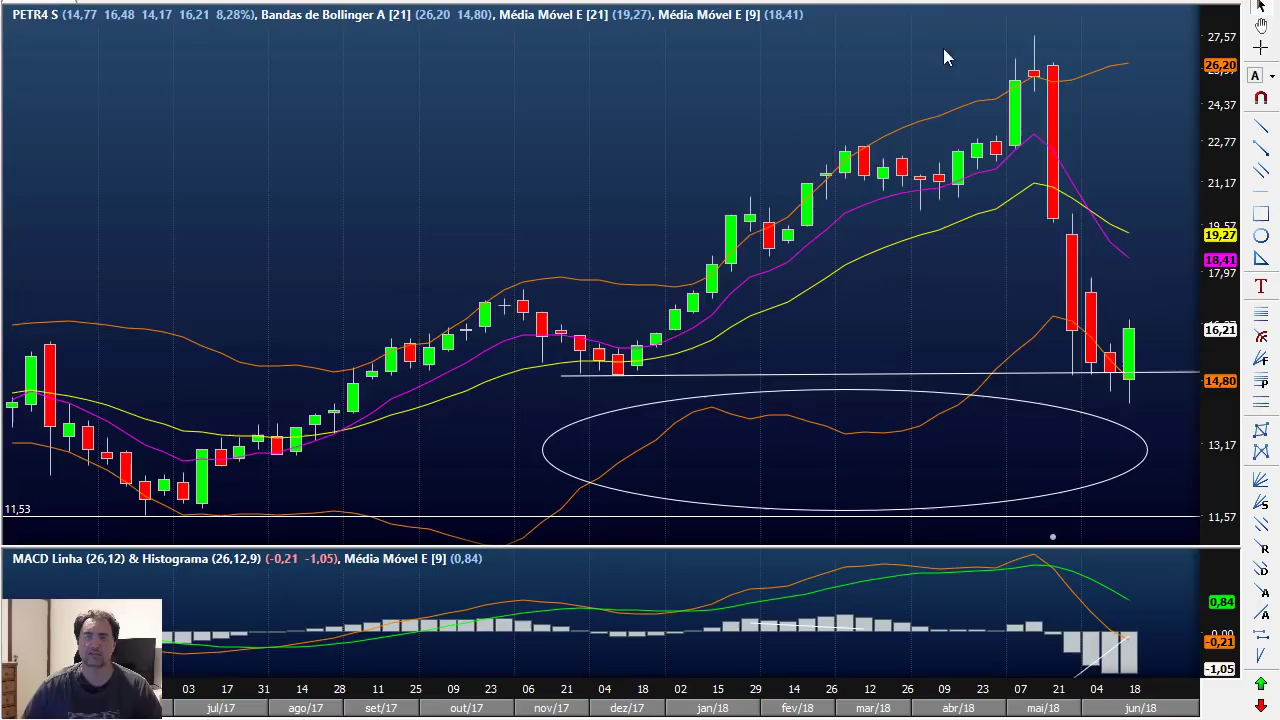 PETR4 S (14,77 16,48 14,17 16,21 8,28%), Bandas de Bollinger A [21] (26,20 14,80), Média Móvel E [21] (19,27), Média Móvel E [9] (18,41)
27,57
26,20
24,37
22,77
21,17
19,57
19,27
18,41
17,97
16,21
14,80
13,17
11,53
11,57
MACD Linha (26,12) & Histograma (26,12,9) (-0,21 -1,05), Média Móvel E [9] (0,84)
0,84
0,00
-0,21
-1,05
03 17 31 14 28 11 25 09 23 06 21 04 18 02 15 29 14 26 12 26 09 23 07 21 04 18
jul/17 ago/17 set/17 out/17 nov/17 dez/17 jan/18 fev/18 mar/18 abr/18 mai/18 jun/18
A
T
F
P
S
R
D
A
A